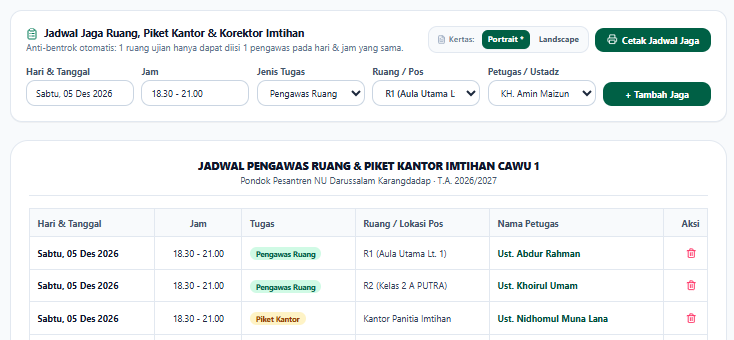 Jadwal Jaga Ruang, Piket Kantor & Korektor Imtihan
Anti-bentrok otomatis: 1 ruang ujian hanya dapat diisi 1 pengawas pada hari & jam yang sama.
Kertas: Portrait * Landscape
Cetak Jadwal Jaga
Hari & Tanggal Jam Jenis Tugas Ruang / Pos Petugas / Ustadz
Sabtu, 05 Des 2026 18.30 - 21.00 Pengawas Ruang R1 (Aula Utama L KH. Amin Maizun + Tambah Jaga
JADWAL PENGAWAS RUANG & PIKET KANTOR IMTIHAN CAWU 1
Pondok Pesantren NU Darussalam Karangdadap · T.A. 2026/2027
Hari & Tanggal Jam Tugas Ruang / Lokasi Pos Nama Petugas Aksi
Sabtu, 05 Des 2026 18.30 - 21.00 Pengawas Ruang R1 (Aula Utama Lt. 1) Ust. Abdur Rahman
Sabtu, 05 Des 2026 18.30 - 21.00 Pengawas Ruang R2 (Kelas 2 A PUTRA) Ust. Khoirul Umam
Sabtu, 05 Des 2026 18.30 - 21.00 Piket Kantor Kantor Panitia Imtihan Ust. Nidhomul Muna Lana